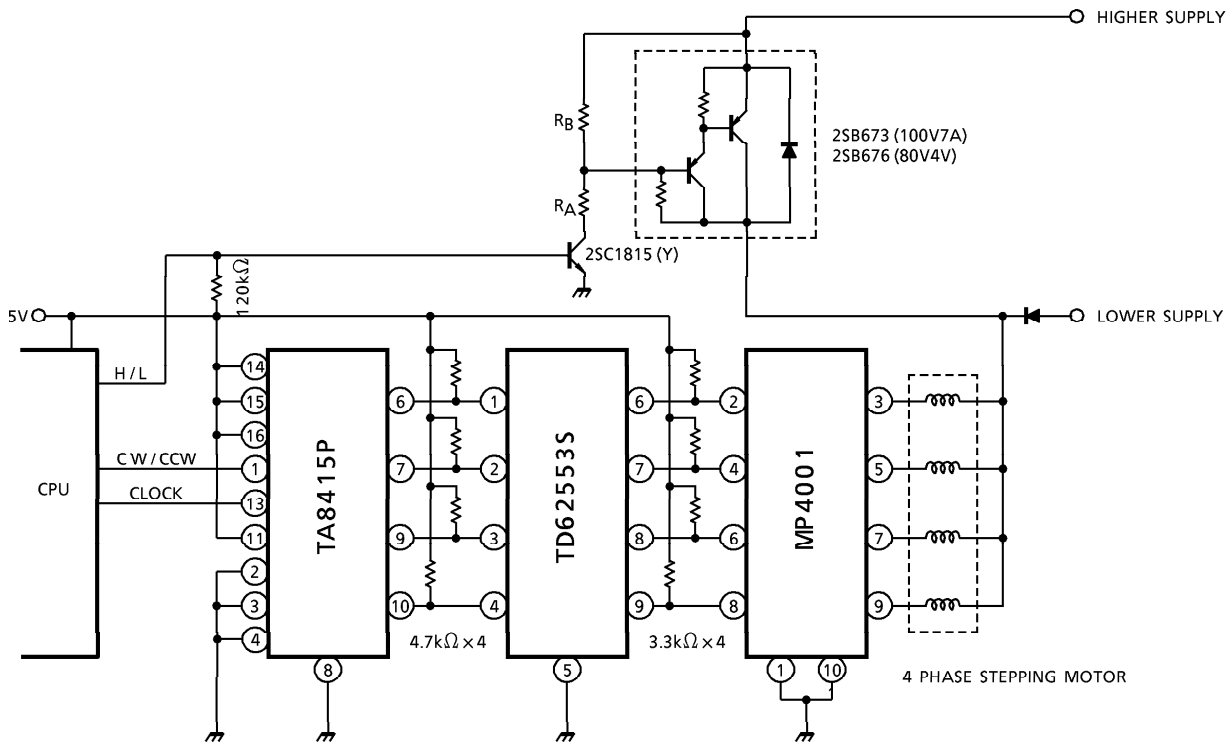 HIGHER SUPPLY
RB
2SB673 (100V7A)
2SB676 (80V4V)
RA
2SC1815 (Y)
120kΩ
5V
LOWER SUPPLY
H / L
CW / CCW
CLOCK
CPU
14
15
16
1
13
11
2
3
4
TA8415P
6
7
9
10
8
4.7kΩ × 4
1
2
3
4
TD62553S
6
7
8
9
5
3.3kΩ × 4
2
4
6
8
MP4001
3
5
7
9
1
10
4 PHASE STEPPING MOTOR